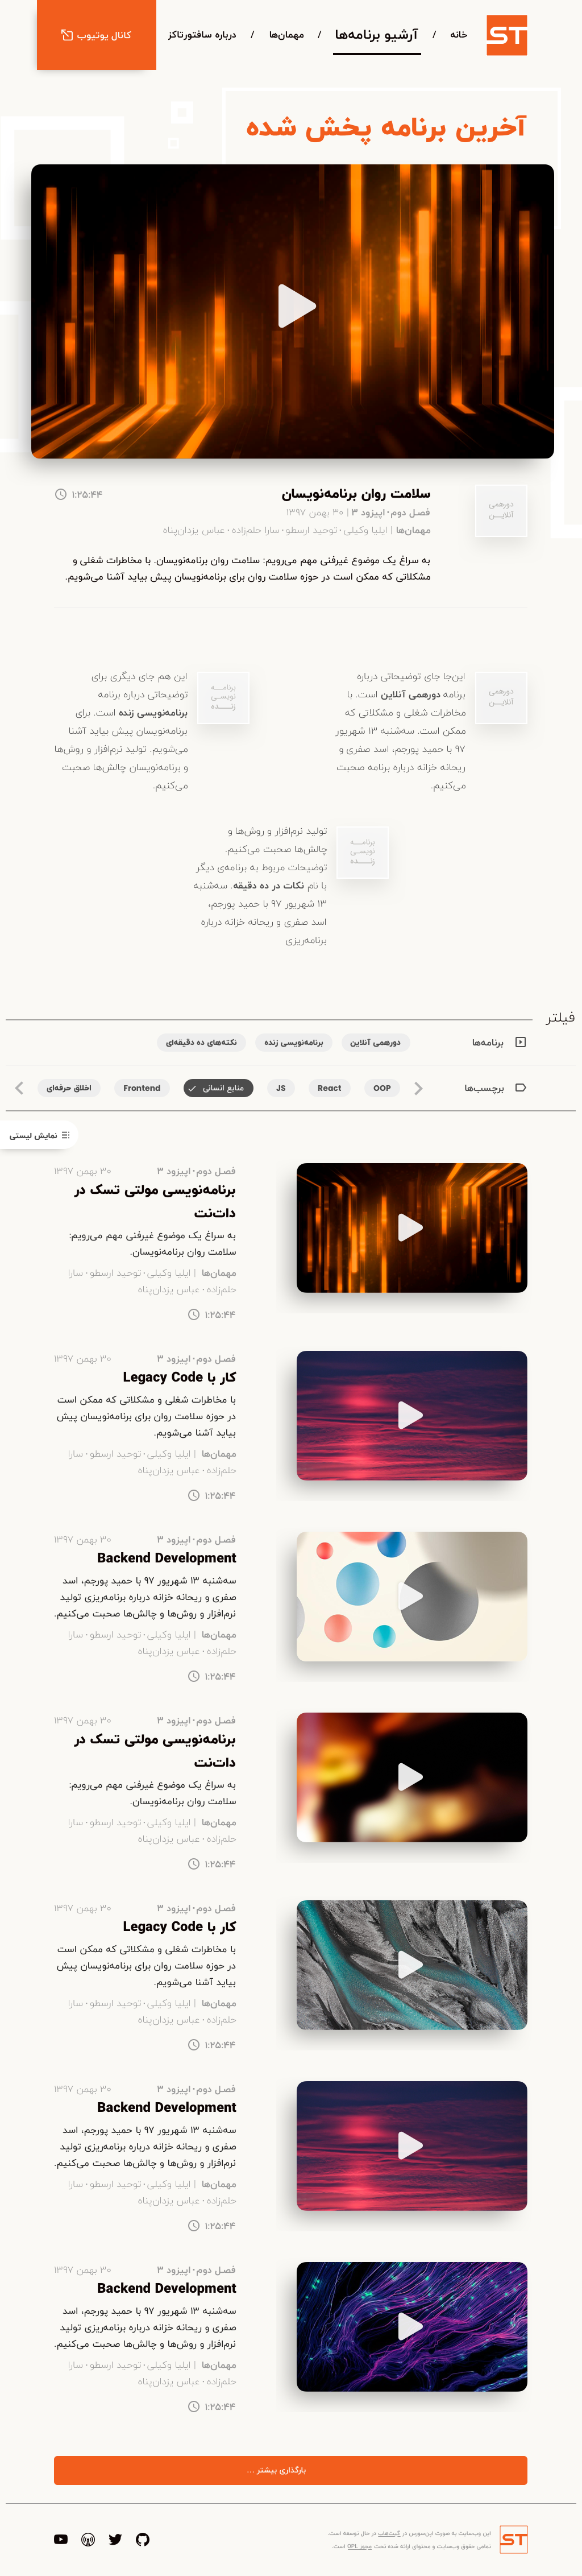 ST
خانه / آرشیو برنامه‌ها / مهمان‌ها / درباره سافتورتاکز
کانال یوتیوب
آخرین برنامه پخش شده
دورهمی
آنلایــن
سلامت روان برنامه‌نویسان
۱:۲۵:۴۴
فصل دوم · اپیزود ۳ | ۳۰ بهمن ۱۳۹۷
مهمان‌ها | ایلیا وکیلی · توحید ارسطو · سارا حلم‌زاده · عباس یزدان‌پناه
به سراغ یک موضوع غیرفنی مهم می‌رویم: سلامت روان برنامه‌نویسان. با مخاطرات شغلی و
مشکلاتی که ممکن است در حوزه سلامت روان برای برنامه‌نویسان پیش بیاید آشنا می‌شویم.
دورهمی
آنلایــن
این‌جا جای توضیحاتی درباره
برنامه دورهمی آنلاین است. با
مخاطرات شغلی و مشکلاتی که
ممکن است. سه‌شنبه ۱۳ شهریور
۹۷ با حمید پورجم، اسد صفری و
ریحانه خزانه درباره برنامه صحبت
می‌کنیم.
برنامــــه
نویســی
زنـــــــده
این هم جای دیگری برای
توضیحاتی درباره برنامه
برنامه‌نویسی زنده است. برای
برنامه‌نویسان پیش بیاید آشنا
می‌شویم. تولید نرم‌افزار و روش‌ها
و برنامه‌نویسان چالش‌ها صحبت
می‌کنیم.
برنامــــه
نویســی
زنـــــــده
تولید نرم‌افزار و روش‌ها و
چالش‌ها صحبت می‌کنیم.
توضیحات مربوط به برنامه‌ی دیگر
با نام نکات در ده دقیقه. سه‌شنبه
۱۳ شهریور ۹۷ با حمید پورجم،
اسد صفری و ریحانه خزانه درباره
برنامه‌ریزی
فیلتر
برنامه‌ها
دورهمی آنلاین
برنامه‌نویسی زنده
نکته‌های ده دقیقه‌ای
برچسب‌ها
OOP
React
JS
منابع انسانی
Frontend
اخلاق حرفه‌ای
نمایش لیستی
فصل دوم · اپیزود ۳
۳۰ بهمن ۱۳۹۷
برنامه‌نویسی مولتی تسک در
دات‌نت
به سراغ یک موضوع غیرفنی مهم می‌رویم:
سلامت روان برنامه‌نویسان.
مهمان‌ها | ایلیا وکیلی · توحید ارسطو · سارا
حلم‌زاده · عباس یزدان‌پناه
۱:۲۵:۴۴
فصل دوم · اپیزود ۳
۳۰ بهمن ۱۳۹۷
کار با Legacy Code
با مخاطرات شغلی و مشکلاتی که ممکن است
در حوزه سلامت روان برای برنامه‌نویسان پیش
بیاید آشنا می‌شویم.
مهمان‌ها | ایلیا وکیلی · توحید ارسطو · سارا
حلم‌زاده · عباس یزدان‌پناه
۱:۲۵:۴۴
فصل دوم · اپیزود ۳
۳۰ بهمن ۱۳۹۷
Backend Development
سه‌شنبه ۱۳ شهریور ۹۷ با حمید پورجم، اسد
صفری و ریحانه خزانه درباره برنامه‌ریزی تولید
نرم‌افزار و روش‌ها و چالش‌ها صحبت می‌کنیم.
مهمان‌ها | ایلیا وکیلی · توحید ارسطو · سارا
حلم‌زاده · عباس یزدان‌پناه
۱:۲۵:۴۴
فصل دوم · اپیزود ۳
۳۰ بهمن ۱۳۹۷
برنامه‌نویسی مولتی تسک در
دات‌نت
به سراغ یک موضوع غیرفنی مهم می‌رویم:
سلامت روان برنامه‌نویسان.
مهمان‌ها | ایلیا وکیلی · توحید ارسطو · سارا
حلم‌زاده · عباس یزدان‌پناه
۱:۲۵:۴۴
فصل دوم · اپیزود ۳
۳۰ بهمن ۱۳۹۷
کار با Legacy Code
با مخاطرات شغلی و مشکلاتی که ممکن است
در حوزه سلامت روان برای برنامه‌نویسان پیش
بیاید آشنا می‌شویم.
مهمان‌ها | ایلیا وکیلی · توحید ارسطو · سارا
حلم‌زاده · عباس یزدان‌پناه
۱:۲۵:۴۴
فصل دوم · اپیزود ۳
۳۰ بهمن ۱۳۹۷
Backend Development
سه‌شنبه ۱۳ شهریور ۹۷ با حمید پورجم، اسد
صفری و ریحانه خزانه درباره برنامه‌ریزی تولید
نرم‌افزار و روش‌ها و چالش‌ها صحبت می‌کنیم.
مهمان‌ها | ایلیا وکیلی · توحید ارسطو · سارا
حلم‌زاده · عباس یزدان‌پناه
۱:۲۵:۴۴
فصل دوم · اپیزود ۳
۳۰ بهمن ۱۳۹۷
Backend Development
سه‌شنبه ۱۳ شهریور ۹۷ با حمید پورجم، اسد
صفری و ریحانه خزانه درباره برنامه‌ریزی تولید
نرم‌افزار و روش‌ها و چالش‌ها صحبت می‌کنیم.
مهمان‌ها | ایلیا وکیلی · توحید ارسطو · سارا
حلم‌زاده · عباس یزدان‌پناه
۱:۲۵:۴۴
بارگذاری بیشتر ...
ST
این وب‌سایت به صورت اپن‌سورس در گیت‌هاب در حال توسعه است.
تمامی حقوق وب‌سایت و محتوای ارائه شده تحت مجوز GPL است.